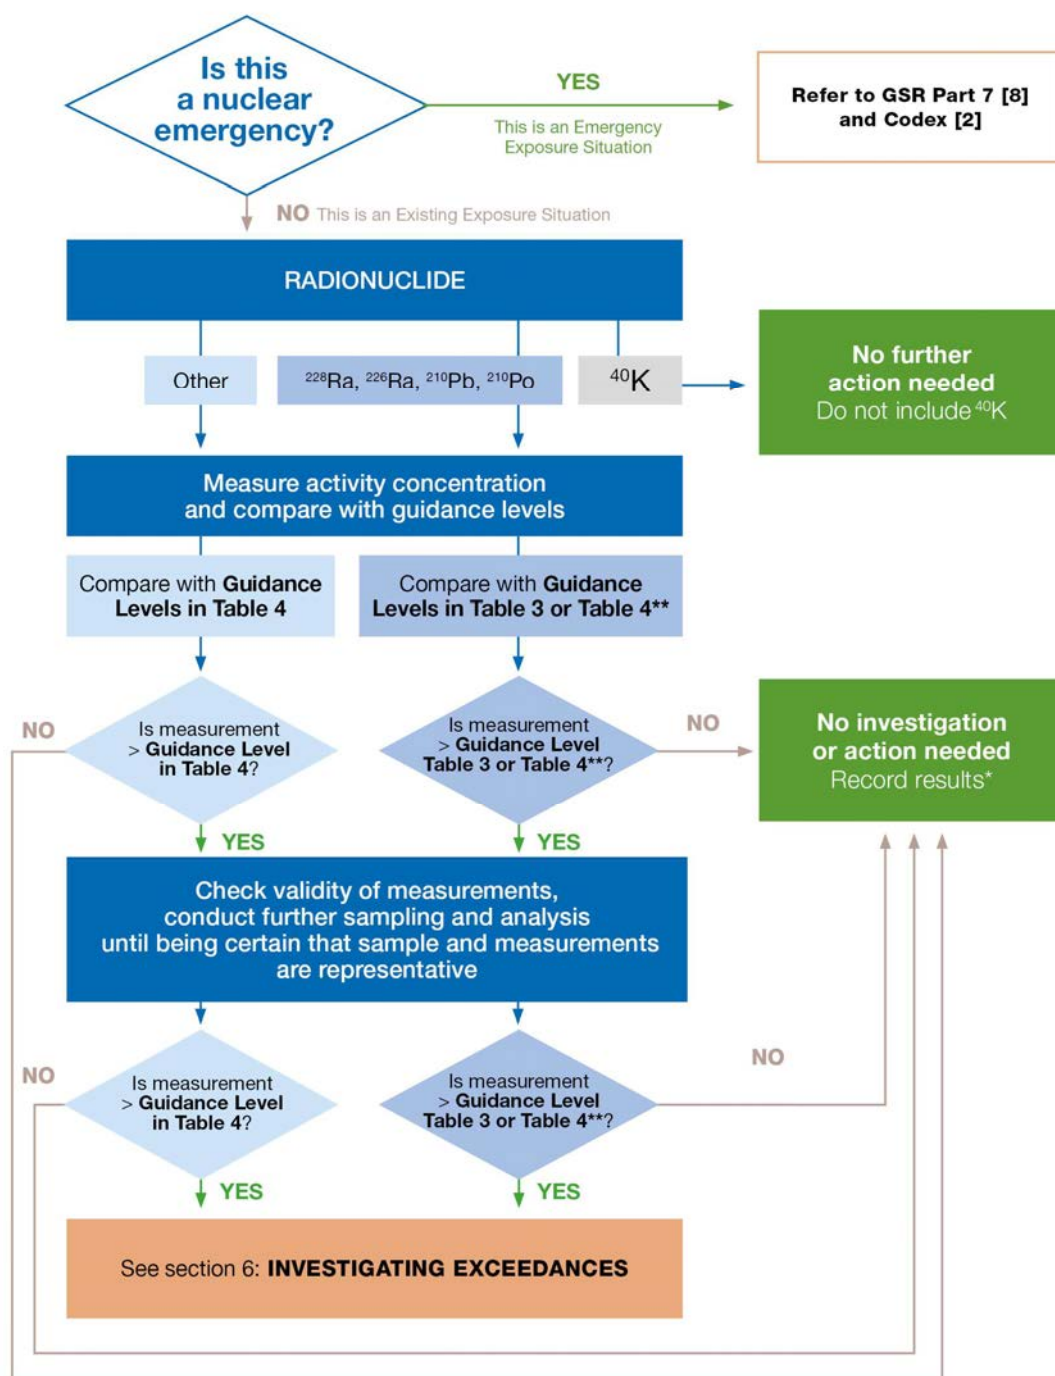 Is this
a nuclear
emergency?
YES
This is an Emergency
Exposure Situation
Refer to GSR Part 7 [8]
and Codex [2]
NO This is an Existing Exposure Situation
RADIONUCLIDE
Other
²²⁸Ra, ²²⁶Ra, ²¹⁰Pb, ²¹⁰Po
⁴⁰K
No further
action needed
Do not include ⁴⁰K
Measure activity concentration
and compare with guidance levels
Compare with Guidance
Levels in Table 4
Compare with Guidance
Levels in Table 3 or Table 4**
NO
Is measurement
> Guidance Level
in Table 4?
Is measurement
> Guidance Level
Table 3 or Table 4**?
NO
No investigation
or action needed
Record results*
YES
YES
Check validity of measurements,
conduct further sampling and analysis
until being certain that sample and measurements
are representative
NO
Is measurement
> Guidance Level
in Table 4?
Is measurement
> Guidance Level
Table 3 or Table 4**?
NO
YES
YES
See section 6: INVESTIGATING EXCEEDANCES